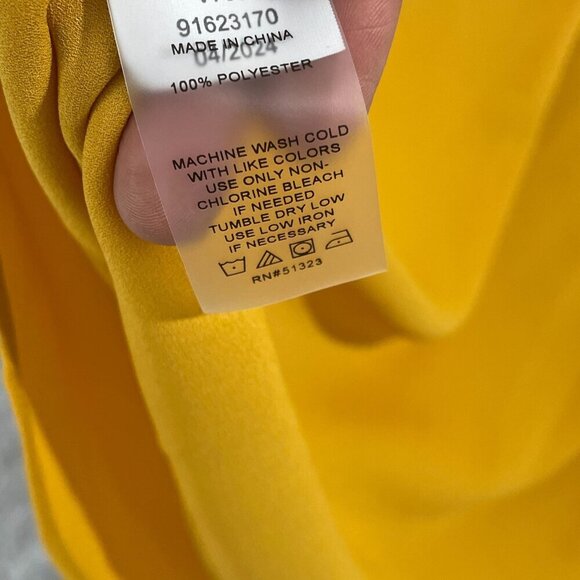 91623170
MADE IN CHINA
04/2024
100% POLYESTER
MACHINE WASH COLD
WITH LIKE COLORS
USE ONLY NON-
CHLORINE BLEACH
IF NEEDED
TUMBLE DRY LOW
USE LOW IRON
IF NECESSARY
RN#51323